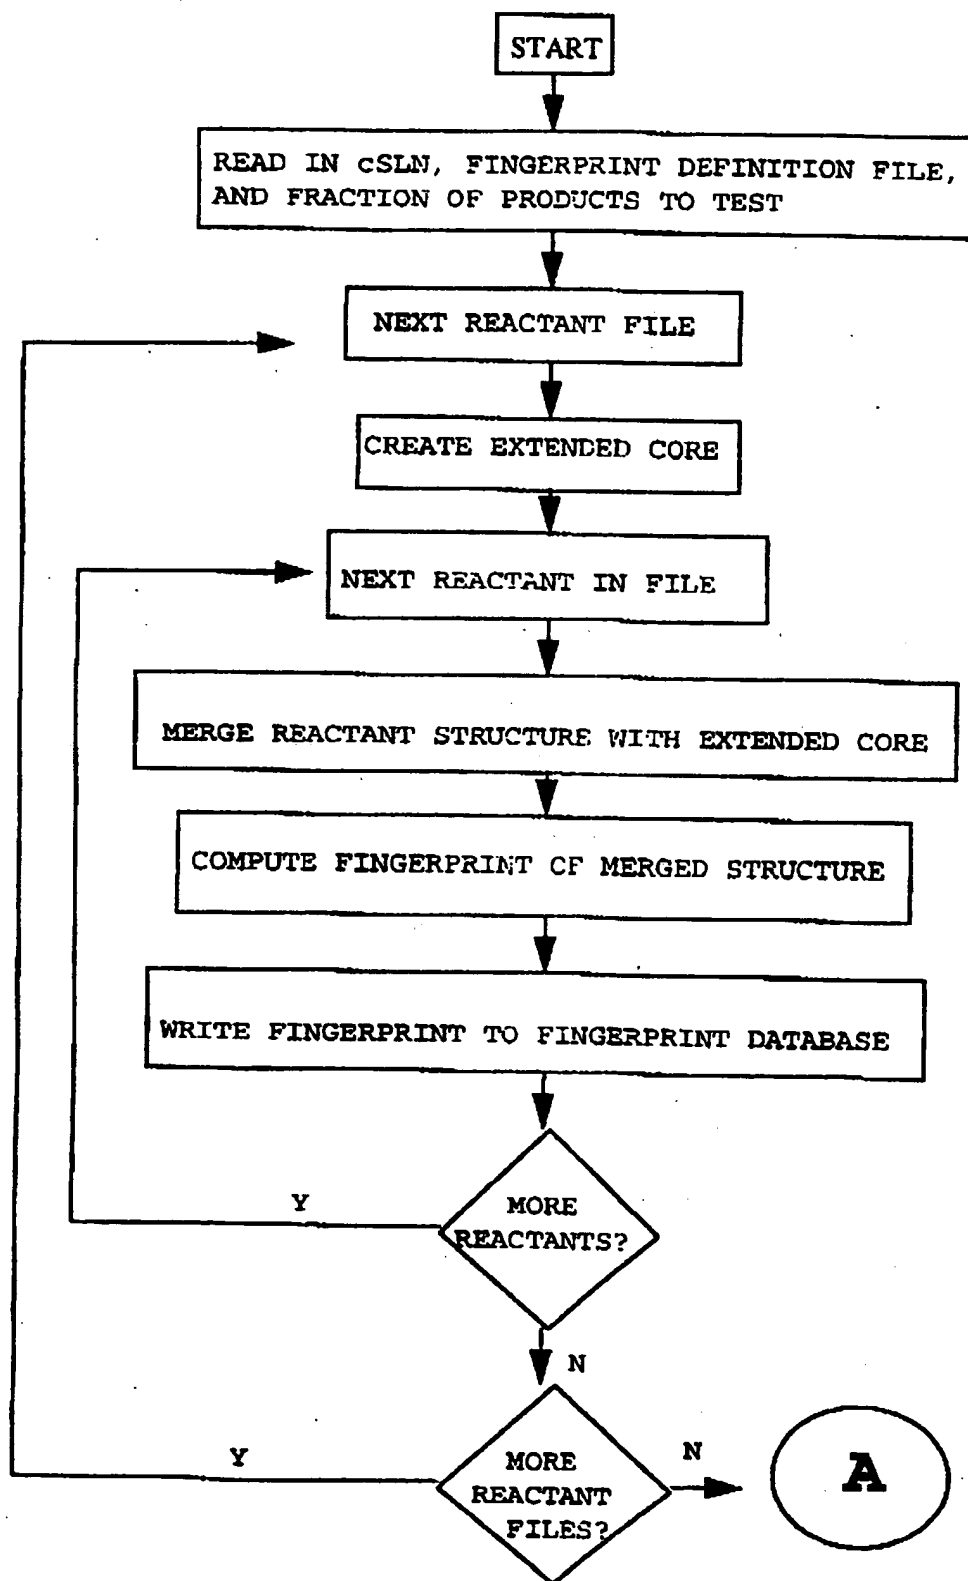 START
READ IN cSLN, FINGERPRINT DEFINITION FILE,
AND FRACTION OF PRODUCTS TO TEST
NEXT REACTANT FILE
CREATE EXTENDED CORE
NEXT REACTANT IN FILE
MERGE REACTANT STRUCTURE WITH EXTENDED CORE
COMPUTE FINGERPRINT OF MERGED STRUCTURE
WRITE FINGERPRINT TO FINGERPRINT DATABASE
Y
MORE
REACTANTS?
N
Y
MORE
REACTANT
FILES?
N
A